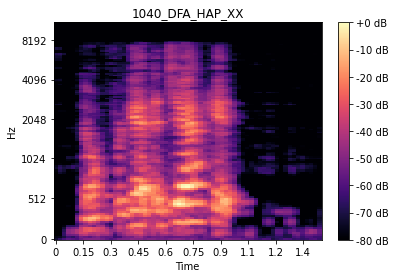 1040_DFA_HAP_XX
+0 dB
8192
-10 dB
4096
-20 dB
-30 dB
2048
Hz
-40 dB
1024
-50 dB
512
-60 dB
-70 dB
0
-80 dB
0 0.15 0.3 0.45 0.6 0.75 0.9 1.1 1.2 1.4
Time